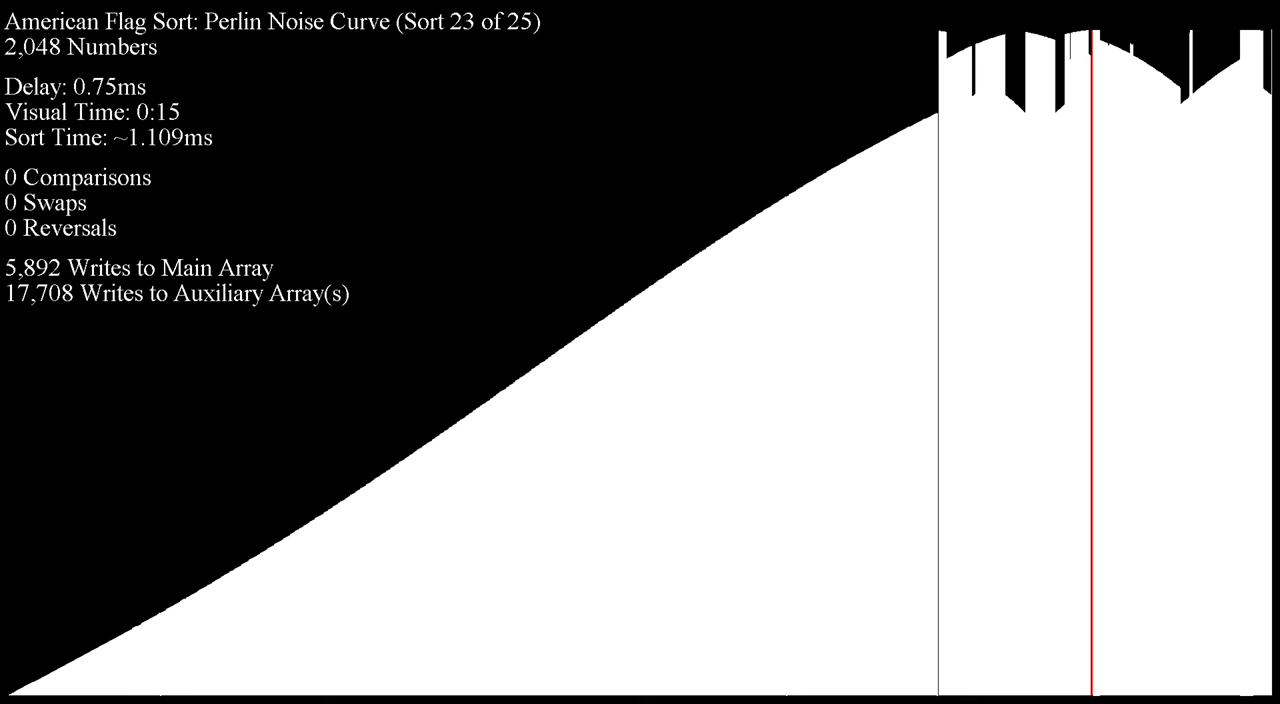 American Flag Sort: Perlin Noise Curve (Sort 23 of 25)
2,048 Numbers
Delay: 0.75ms
Visual Time: 0:15
Sort Time: ~1.109ms
0 Comparisons
0 Swaps
0 Reversals
5,892 Writes to Main Array
17,708 Writes to Auxiliary Array(s)